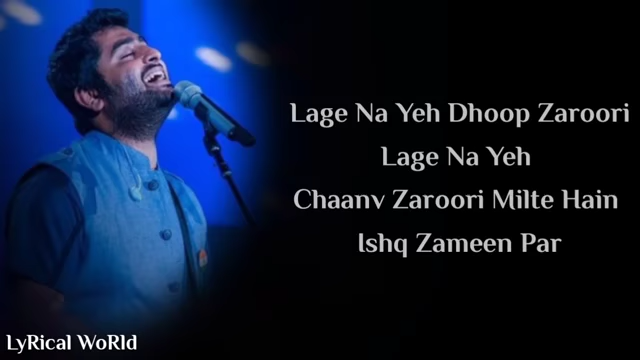 Lage Na Yeh Dhoop Zaroori
Lage Na Yeh
Chaanv Zaroori Milte Hain
Ishq Zameen Par
LyRical WoRld